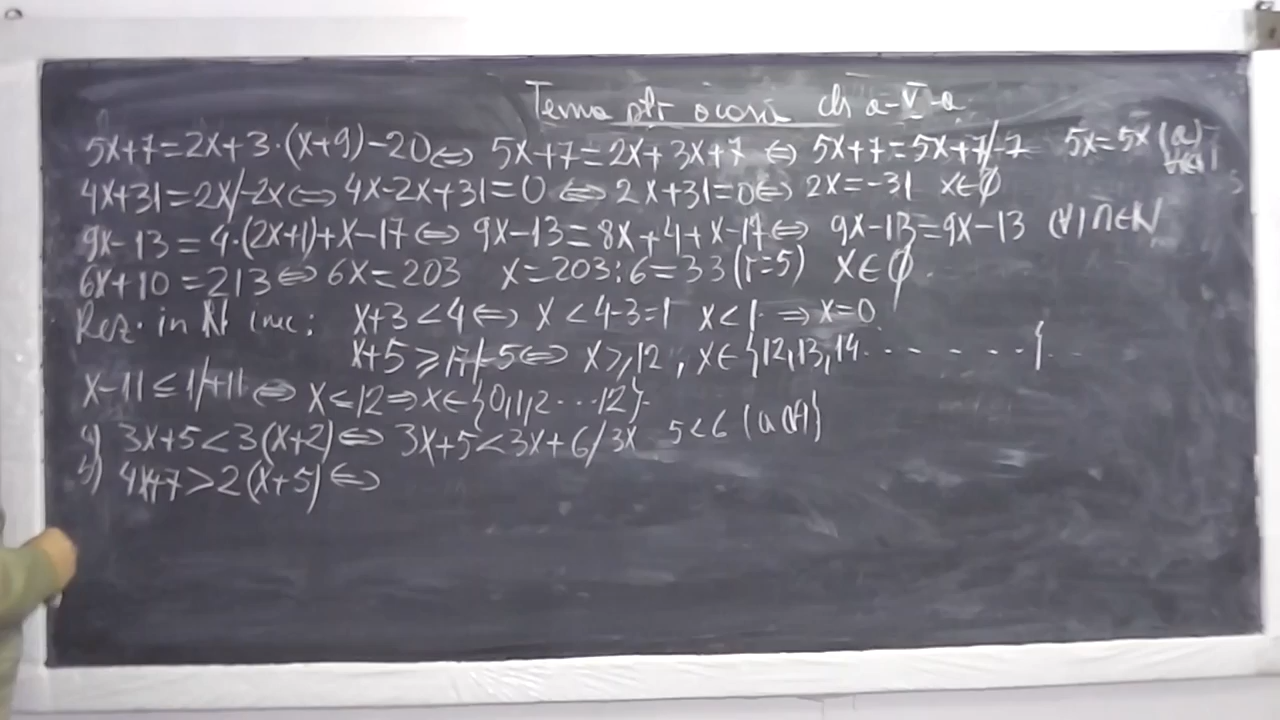 Tema ptr acasă cls a-V-a
5x+7=2x+3·(x+9)-20⇔ 5x+7=2x+3x+7 ⇔ 5x+7=5x+7/-7 5x=5x (a)
4x+31=2x/-2x⇔ 4x-2x+31=0 ⇔ 2x+31=0⇔ 2x=-31 x∈∅
9x-13=4·(2x+1)+x-17⇔ 9x-13=8x+4+x-17⇔ 9x-13=9x-13 (∀)n∈N
6x+10=213⇔ 6x=203 x=203:6=33(r=5) x∈∅.
Rez. in N inec: x+3<4⇔ x<4-3=1 x<1 ⇒ x=0
x+5≥17/-5⇔ x≥12, x∈{12,13,14.........}...
x-11≤1/+11 ⇔ x≤12⇒x∈{0,1,2...12}.
a) 3x+5<3(x+2)⇔ 3x+5<3x+6/3x 5<6
b) 4x+7>2(x+5)⇔